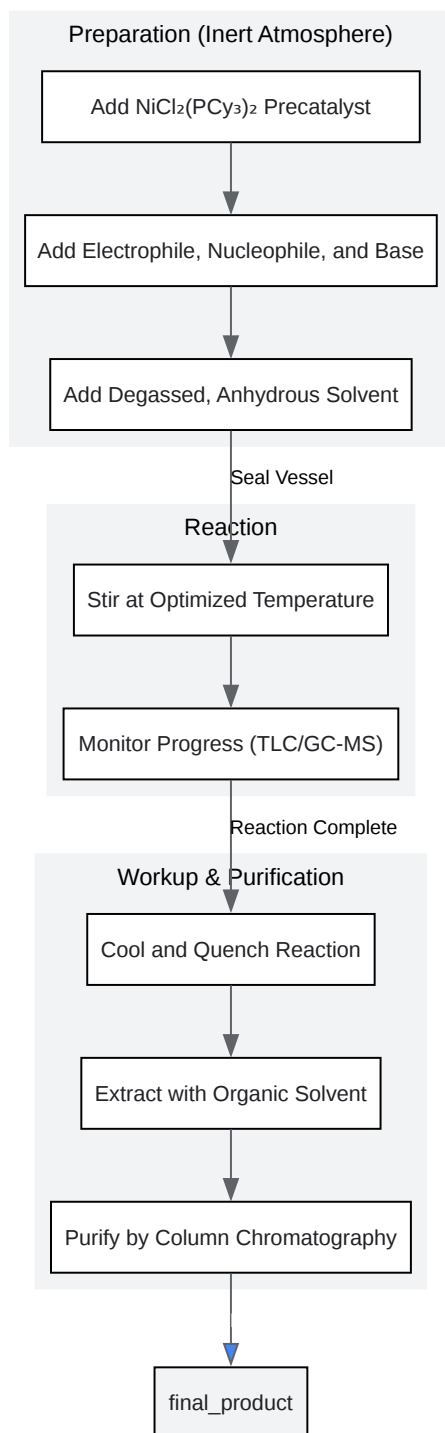 Preparation (Inert Atmosphere)
Add NiCl₂(PCy₃)₂ Precatalyst
Add Electrophile, Nucleophile, and Base
Add Degassed, Anhydrous Solvent
Seal Vessel
Reaction
Stir at Optimized Temperature
Monitor Progress (TLC/GC-MS)
Reaction Complete
Workup & Purification
Cool and Quench Reaction
Extract with Organic Solvent
Purify by Column Chromatography
final_product